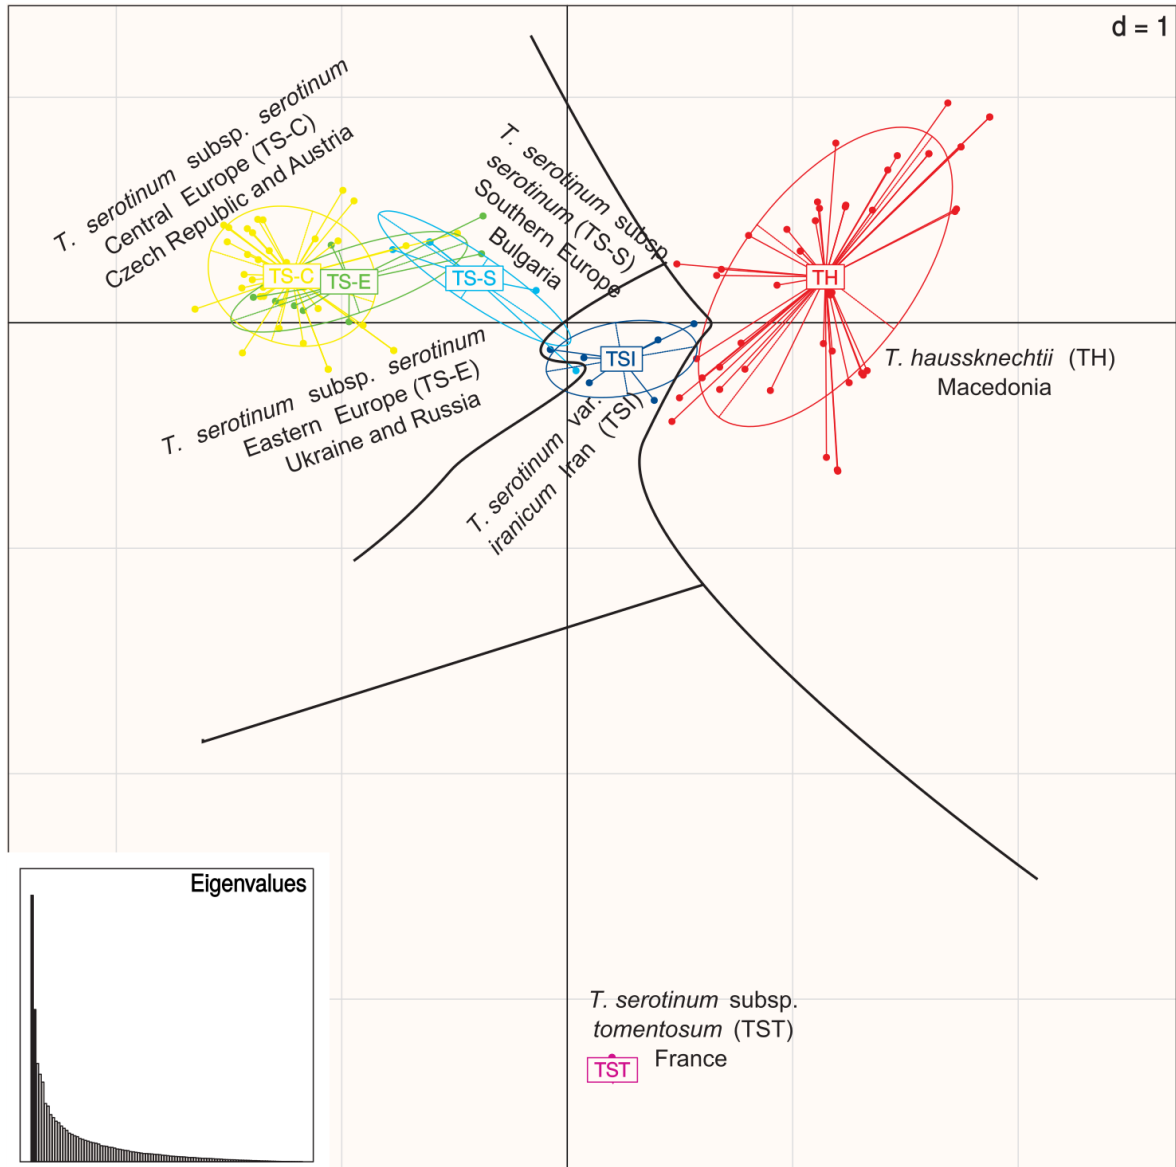 d = 1
T. serotinum subsp. serotinum
Central Europe (TS-C)
Czech Republic and Austria
T. serotinum subsp.
serotinum (TS-S)
Southern Europe
Bulgaria
TS-C
TS-E
TS-S
TH
TSI
T. haussknechtii (TH)
Macedonia
T. serotinum subsp. serotinum
Eastern Europe (TS-E)
Ukraine and Russia
T. serotinum var.
iranicum Iran (TSI)
Eigenvalues
T. serotinum subsp.
tomentosum (TST)
France
TST